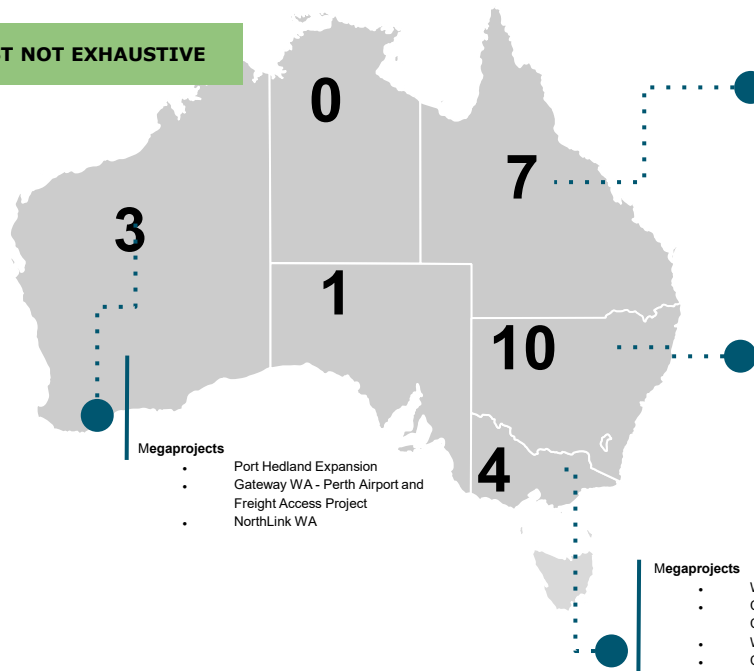 ST NOT EXHAUSTIVE
0
7
3
1
10
4
Megaprojects
• Port Hedland Expansion
• Gateway WA - Perth Airport and
Freight Access Project
• NorthLink WA
Megaprojects